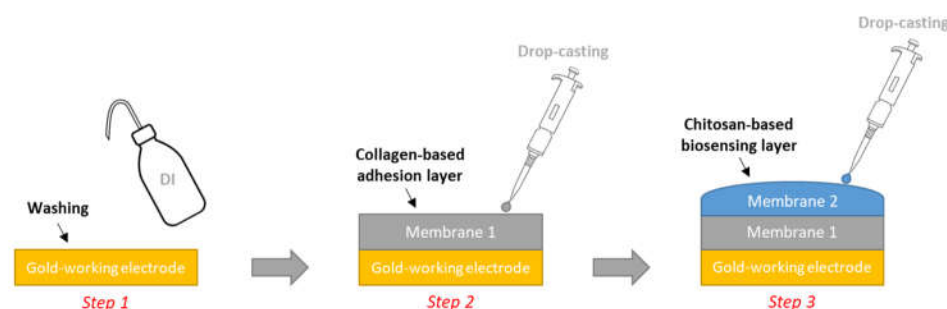 Drop-casting
Drop-casting
DI
Washing
Collagen-based
adhesion layer
Chitosan-based
biosensing layer
Membrane 2
Membrane 1
Membrane 1
Gold-working electrode
Gold-working electrode
Gold-working electrode
Step 1
Step 2
Step 3